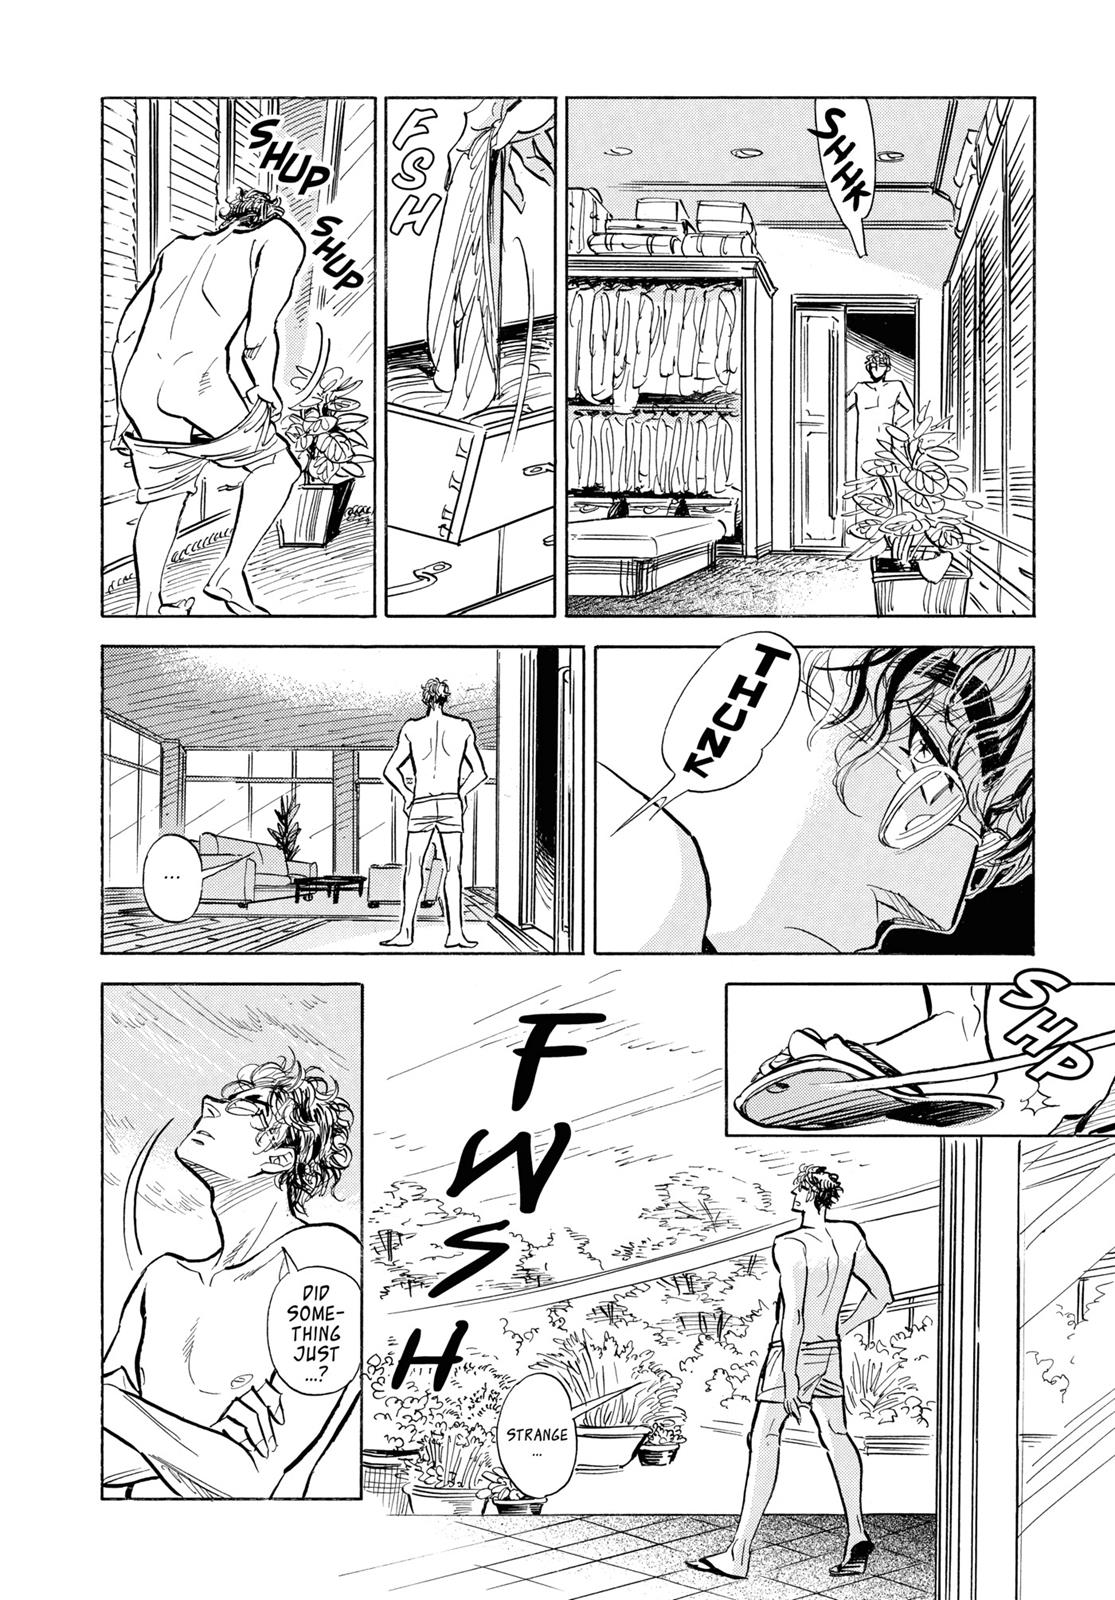 SHHK
FSH
SHUP
SHUP
THUNK
...
SHP
FWSH
STRANGE
...
DID
SOME-
THING
JUST
....?